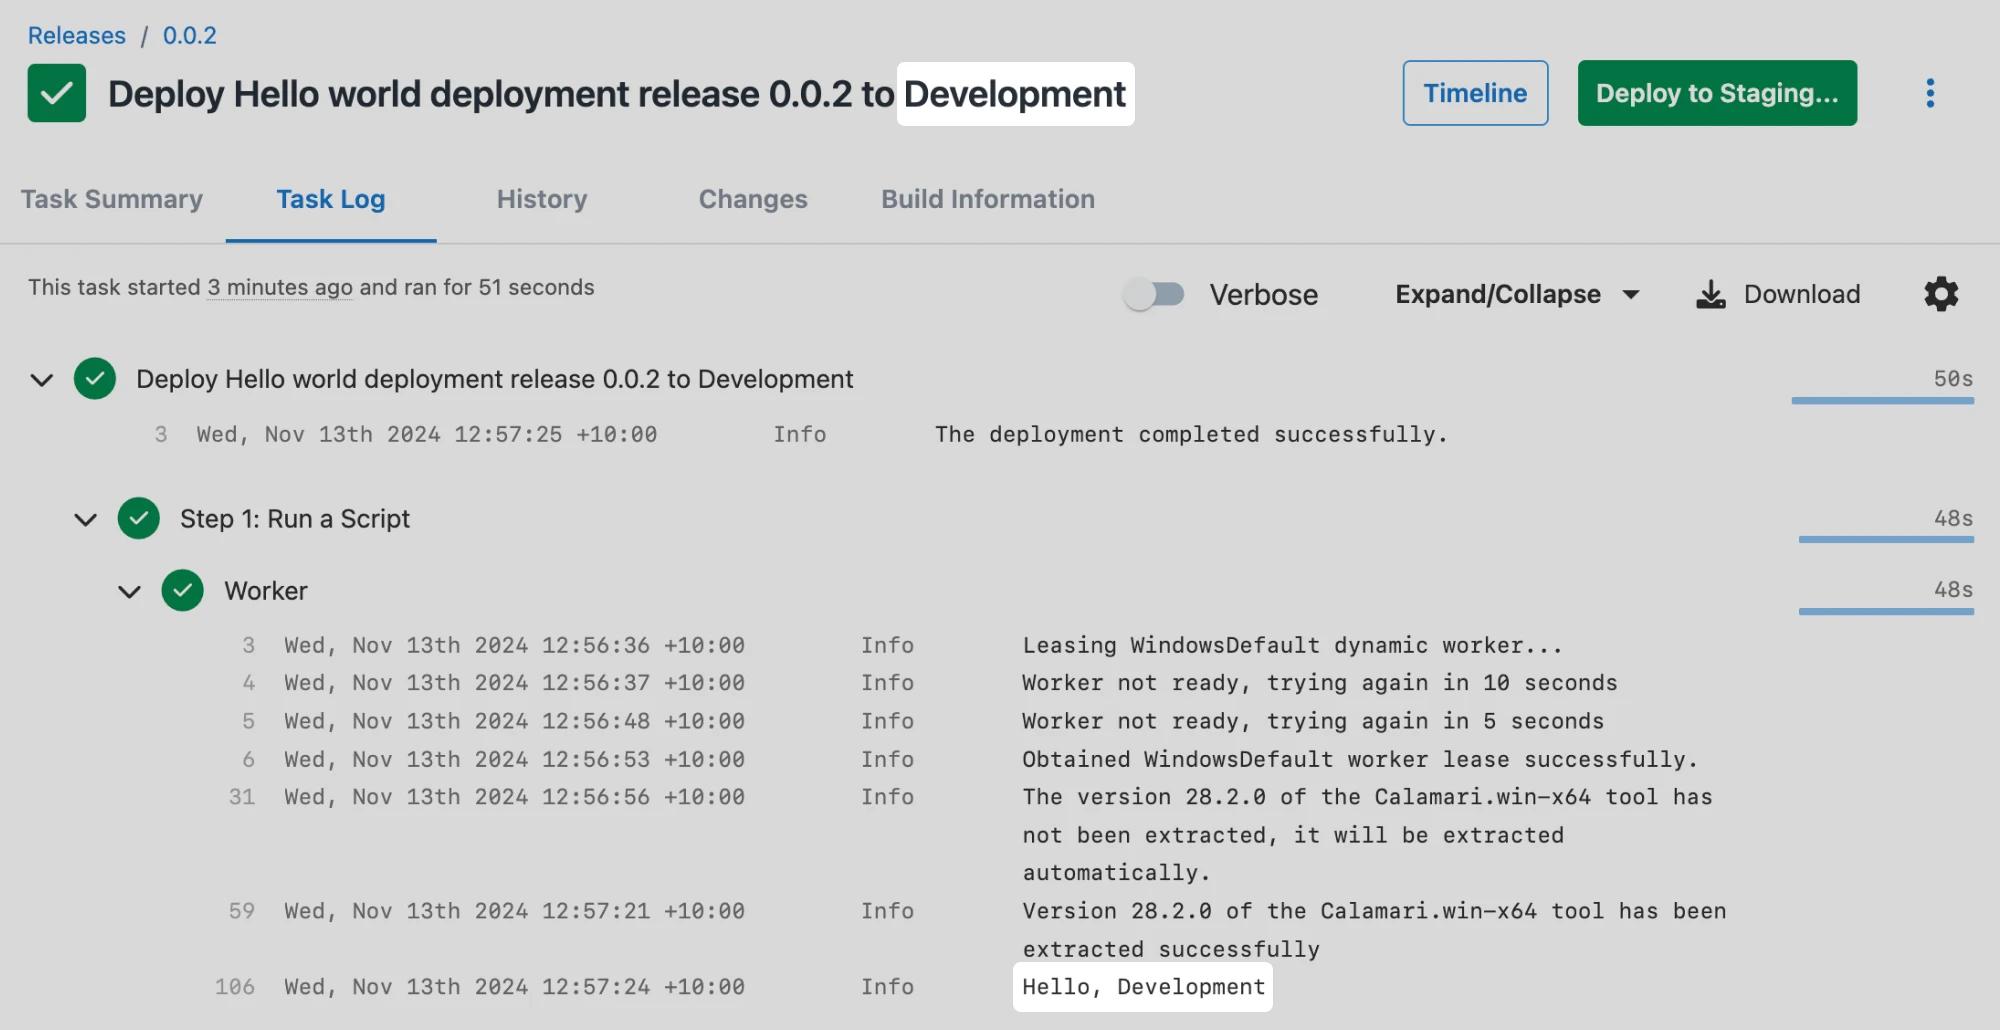 Releases / 0.0.2
Deploy Hello world deployment release 0.0.2 to Development
Timeline
Deploy to Staging...
Task Summary
Task Log
History
Changes
Build Information
This task started 3 minutes ago and ran for 51 seconds
Verbose
Expand/Collapse
Download
Deploy Hello world deployment release 0.0.2 to Development 50s
3 Wed, Nov 13th 2024 12:57:25 +10:00 Info The deployment completed successfully.
Step 1: Run a Script 48s
Worker 48s
3 Wed, Nov 13th 2024 12:56:36 +10:00 Info Leasing WindowsDefault dynamic worker...
4 Wed, Nov 13th 2024 12:56:37 +10:00 Info Worker not ready, trying again in 10 seconds
5 Wed, Nov 13th 2024 12:56:48 +10:00 Info Worker not ready, trying again in 5 seconds
6 Wed, Nov 13th 2024 12:56:53 +10:00 Info Obtained WindowsDefault worker lease successfully.
31 Wed, Nov 13th 2024 12:56:56 +10:00 Info The version 28.2.0 of the Calamari.win-x64 tool has
not been extracted, it will be extracted
automatically.
59 Wed, Nov 13th 2024 12:57:21 +10:00 Info Version 28.2.0 of the Calamari.win-x64 tool has been
extracted successfully
106 Wed, Nov 13th 2024 12:57:24 +10:00 Info Hello, Development